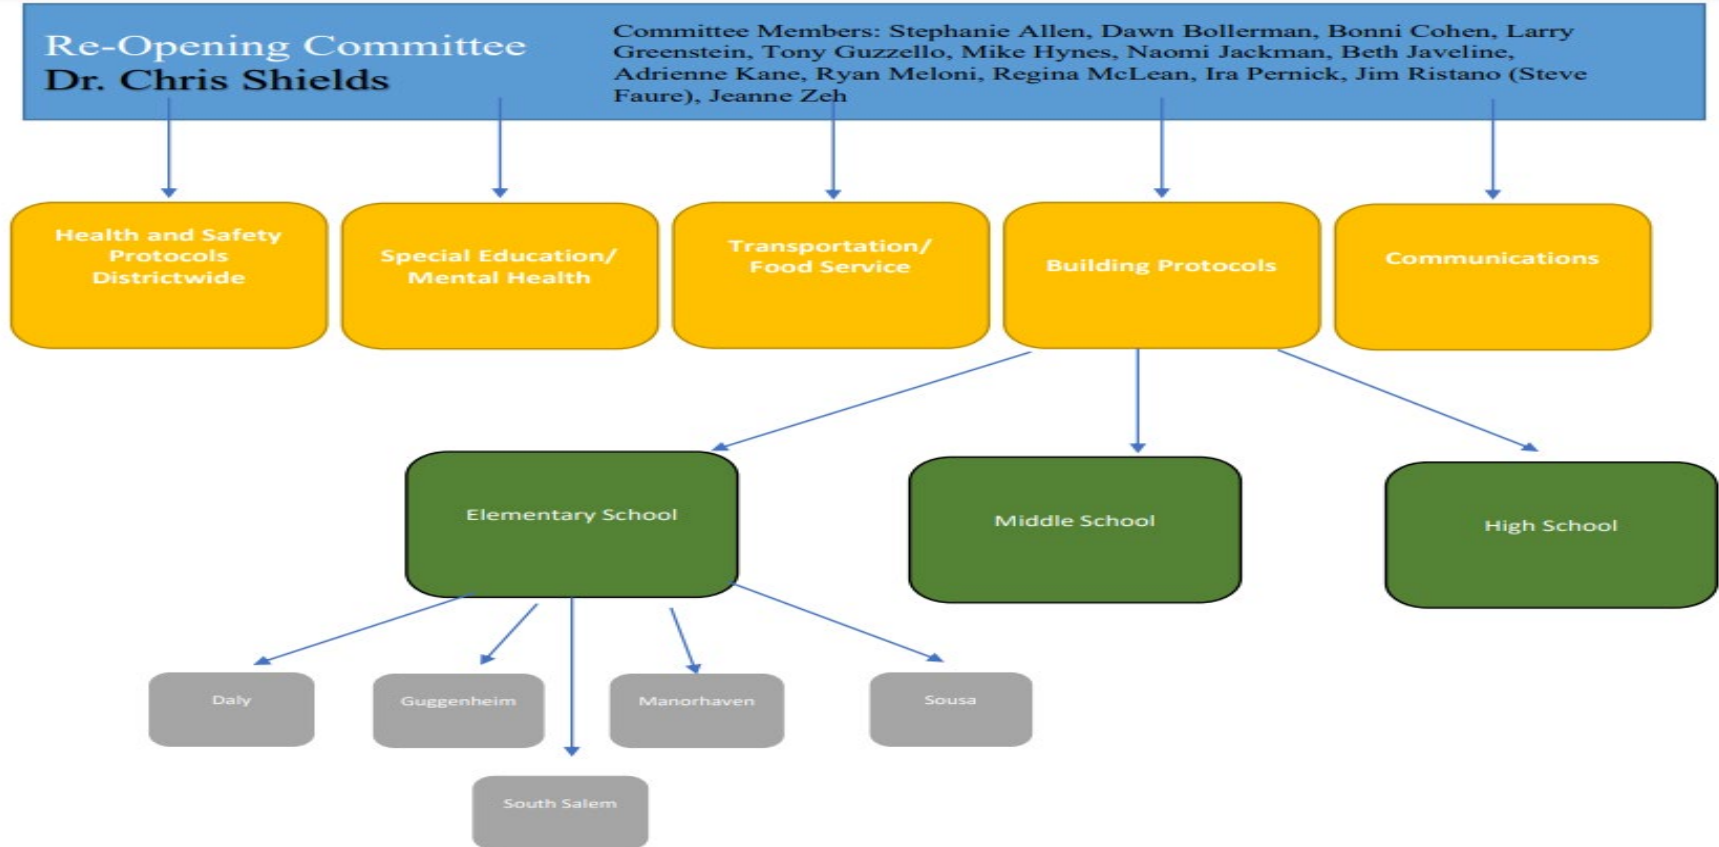 Re-Opening Committee
Dr. Chris Shields
Committee Members: Stephanie Allen, Dawn Bollerman, Bonni Cohen, Larry
Greenstein, Tony Guzzello, Mike Hynes, Naomi Jackman, Beth Javeline,
Adrienne Kane, Ryan Meloni, Regina McLean, Ira Pernick, Jim Ristano (Steve
Faure), Jeanne Zeh
Health and Safety
Protocols
Districtwide
Special Education/
Mental Health
Transportation/
Food Service
Building Protocols
Communications
Elementary School
Middle School
High School
Daly
Guggenheim
Manorhaven
Sousa
South Salem